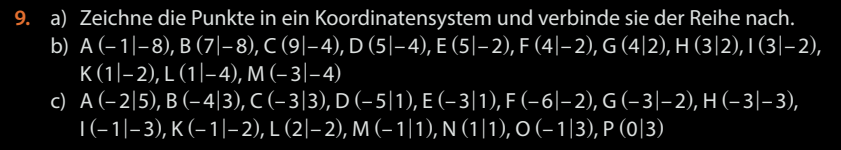 9. a) Zeichne die Punkte in ein Koordinatensystem und verbinde sie der Reihe nach.
b) A (–1|–8), B (7|–8), C (9|–4), D (5|–4), E (5|–2), F (4|–2), G (4|2), H (3|2), I (3|–2),
K (1|–2), L (1|–4), M (–3|–4)
c) A (–2|5), B (–4|3), C (–3|3), D (–5|1), E (–3|1), F (–6|–2), G (–3|–2), H (–3|–3),
I (–1|–3), K (–1|–2), L (2|–2), M (–1|1), N (1|1), O (–1|3), P (0|3)